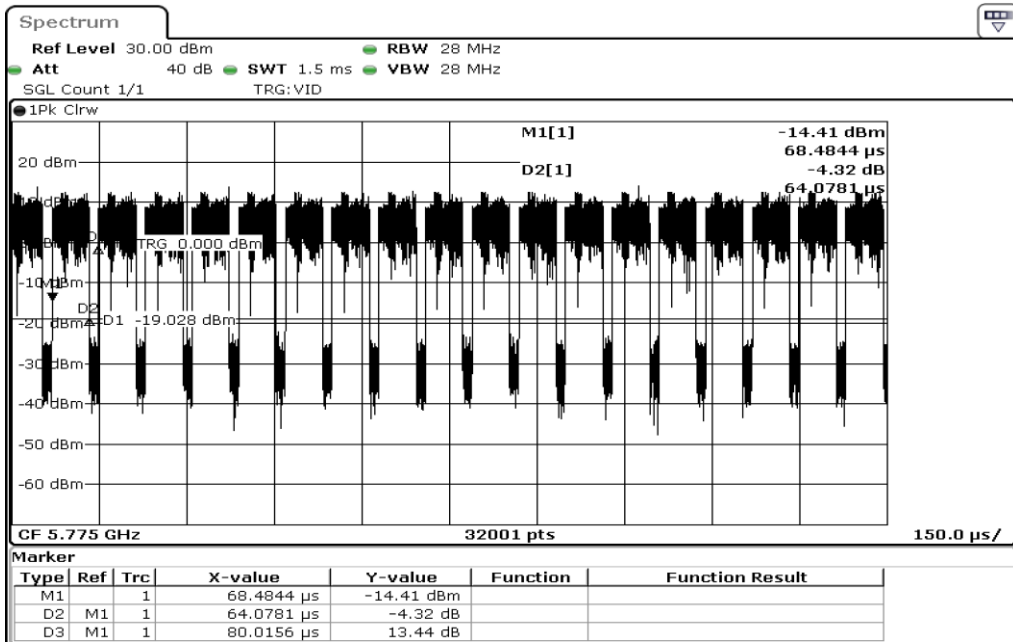 Spectrum
Ref Level 30.00 dBm RBW 28 MHz
Att 40 dB SWT 1.5 ms VBW 28 MHz
SGL Count 1/1 TRG:VID
1Pk Clrw
M1[1] -14.41 dBm
68.4844 µs
20 dBm D2[1] -4.32 dB
64.0781 µs
TRG 0.000 dBm
-10 dBm
D2
-20 dBm D1 -19.028 dBm
-30 dBm
-40 dBm
-50 dBm
-60 dBm
CF 5.775 GHz 32001 pts 150.0 µs/
Marker
Type Ref Trc X-value Y-value Function Function Result
M1 1 68.4844 µs -14.41 dBm
D2 M1 1 64.0781 µs -4.32 dB
D3 M1 1 80.0156 µs 13.44 dB